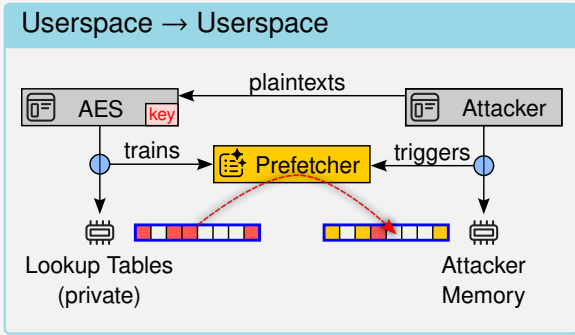 Userspace → Userspace
plaintexts
AES
key
Attacker
trains
Prefetcher
triggers
Lookup Tables
(private)
Attacker
Memory